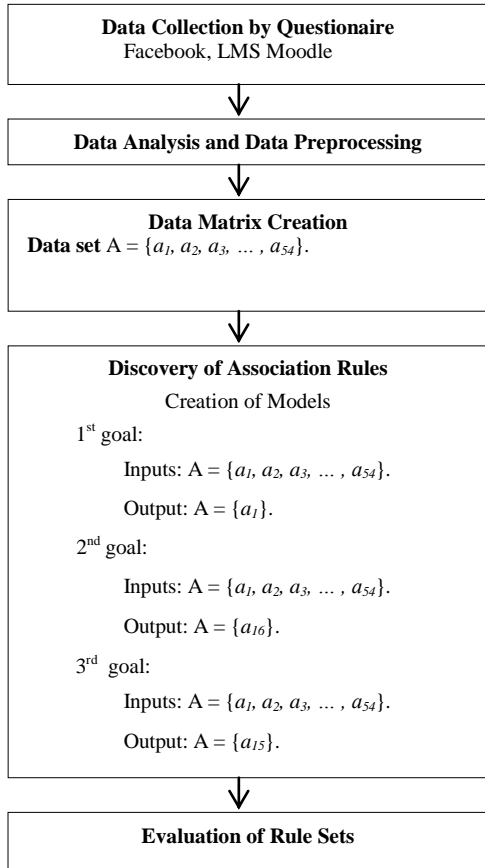 Data Collection by Questionaire
Facebook, LMS Moodle
Data Analysis and Data Preprocessing
Data Matrix Creation
Data set A = {a1, a2, a3, ... , a54}.
Discovery of Association Rules
Creation of Models
1st goal:
Inputs: A = {a1, a2, a3, ... , a54}.
Output: A = {a1}.
2nd goal:
Inputs: A = {a1, a2, a3, ... , a54}.
Output: A = {a16}.
3rd goal:
Inputs: A = {a1, a2, a3, ... , a54}.
Output: A = {a15}.
Evaluation of Rule Sets